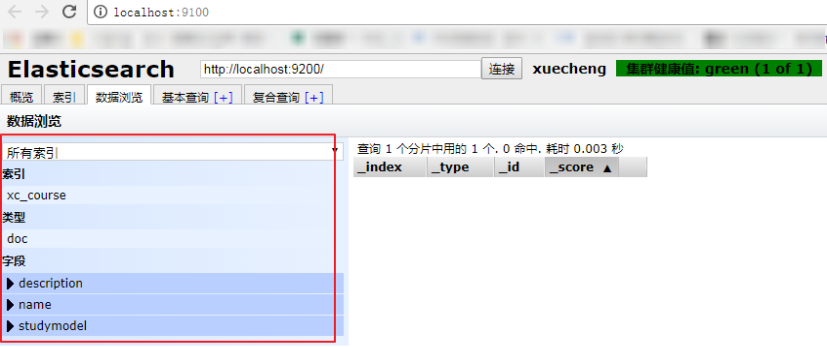 localhost:9100
Elasticsearch http://localhost:9200/ 连接 xuecheng 集群健康值: green (1 of 1)
概览 索引 数据浏览 基本查询 [+] 复合查询 [+]
数据浏览
所有索引
索引
xc_course
类型
doc
字段
description
name
studymodel
查询 1 个分片中用的 1 个. 0 命中. 耗时 0.003 秒
_index _type _id _score ▲